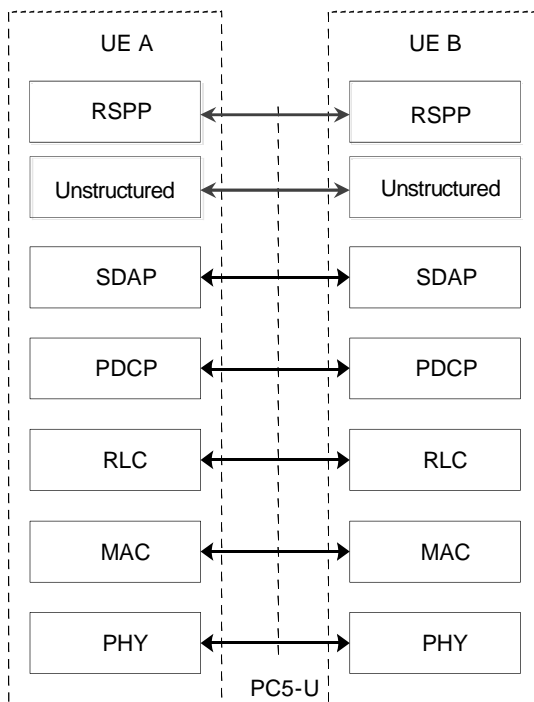 UE A UE B
RSPP RSPP
Unstructured Unstructured
SDAP SDAP
PDCP PDCP
RLC RLC
MAC MAC
PHY PHY
PC5-U